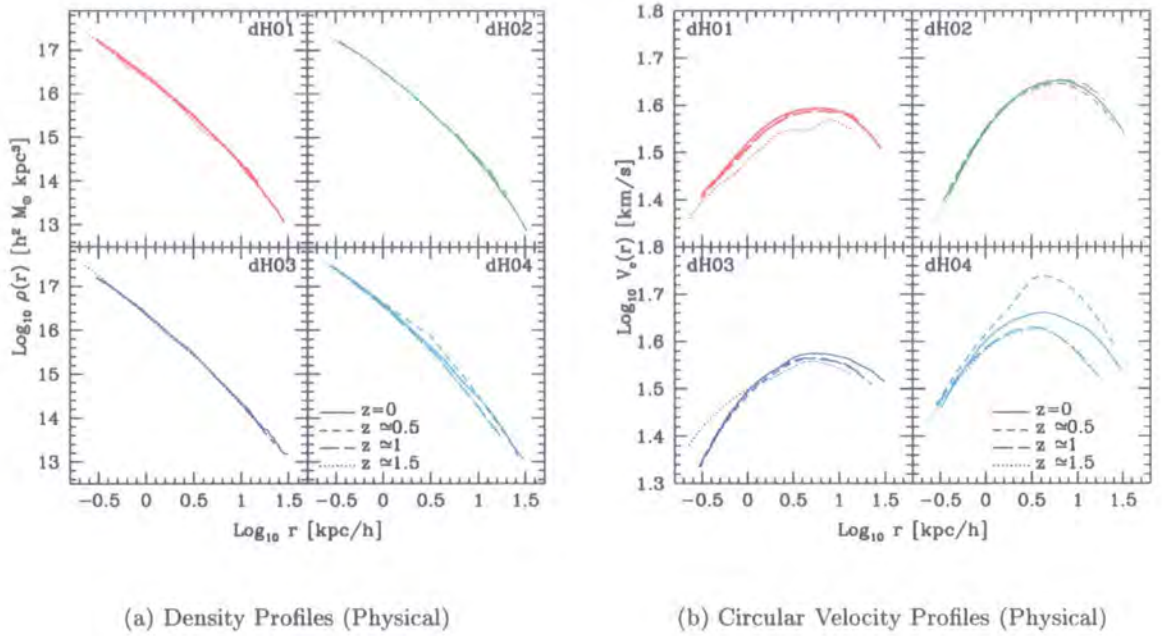 dH01
dH02
dH03
dH04
17
16
15
14
13
17
16
15
14
13
Log₁₀ ρ(r) [h² M⊙ kpc³]
z=0
z ≃0.5
z ≃1
z ≃1.5
−0.5 0 0.5 1 1.5 −0.5 0 0.5 1 1.5
Log₁₀ r [kpc/h]
(a) Density Profiles (Physical)
dH01
dH02
dH03
dH04
1.8
1.7
1.6
1.5
1.4
1.8
1.7
1.6
1.5
1.4
1.3
Log₁₀ Vc(r) [km/s]
z=0
z ≃0.5
z ≃1
z ≃1.5
−0.5 0 0.5 1 1.5 −0.5 0 0.5 1 1.5
Log₁₀ r [kpc/h]
(b) Circular Velocity Profiles (Physical)